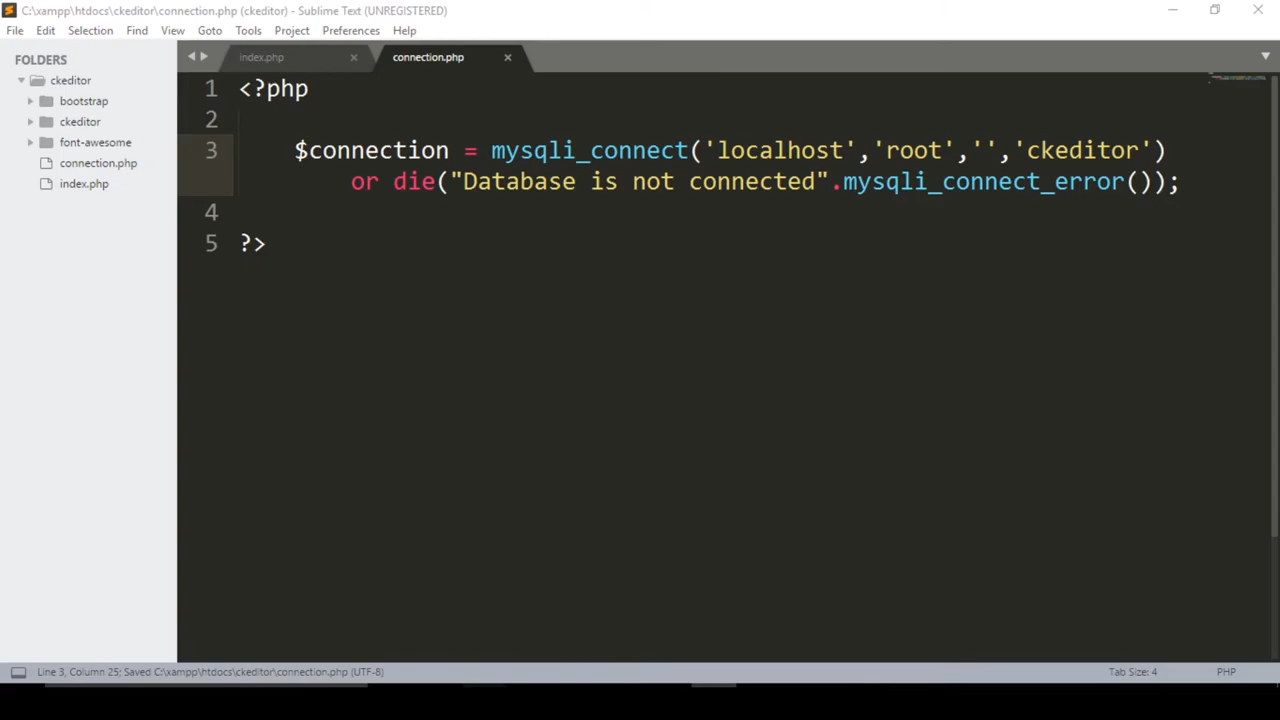 C:\xampp\htdocs\ckeditor\connection.php (ckeditor) - Sublime Text (UNREGISTERED)
File Edit Selection Find View Goto Tools Project Preferences Help
FOLDERS
ckeditor
bootstrap
ckeditor
font-awesome
connection.php
index.php
index.php connection.php
1 <?php
2
3 $connection = mysqli_connect('localhost','root','','ckeditor')
or die("Database is not connected".mysqli_connect_error());
4
5 ?>
Line 3, Column 25; Saved C:\xampp\htdocs\ckeditor\connection.php (UTF-8) Tab Size: 4 PHP